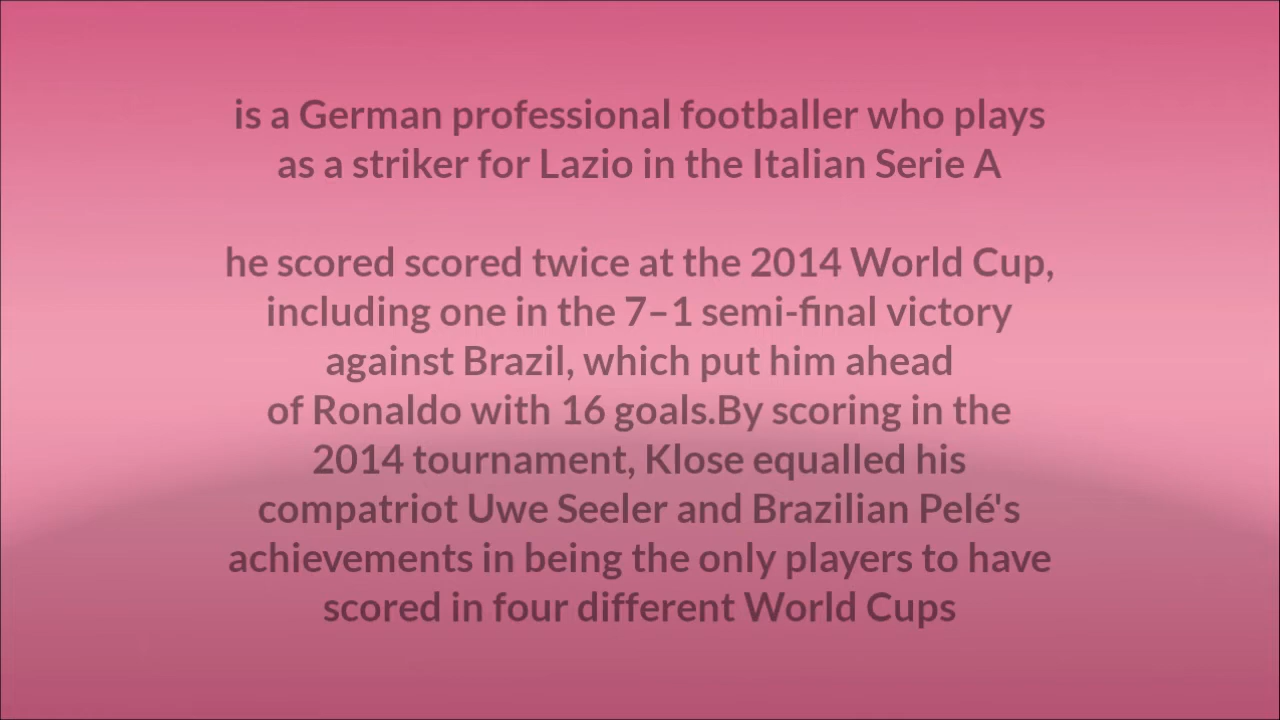 is a German professional footballer who plays
as a striker for Lazio in the Italian Serie A
he scored scored twice at the 2014 World Cup,
including one in the 7–1 semi-final victory
against Brazil, which put him ahead
of Ronaldo with 16 goals.By scoring in the
2014 tournament, Klose equalled his
compatriot Uwe Seeler and Brazilian Pelé's
achievements in being the only players to have
scored in four different World Cups